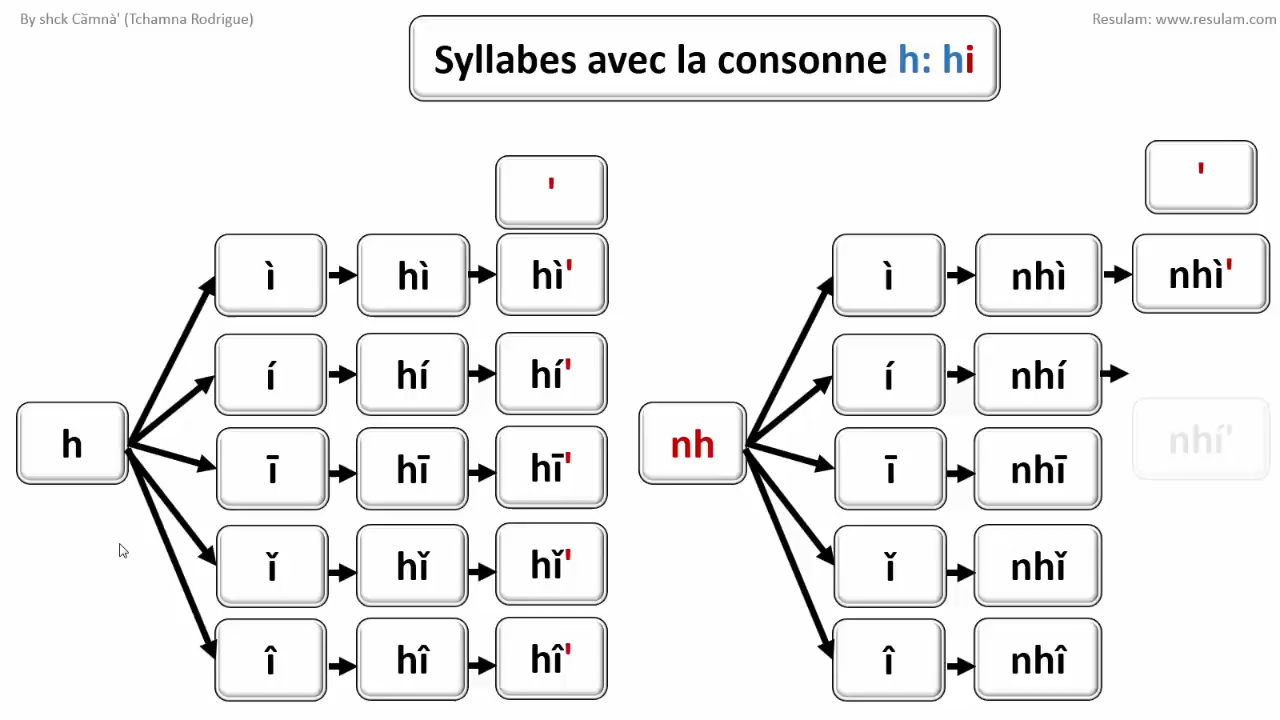 By shck Cȁmnà' (Tchamna Rodrigue)
Resulam: www.resulam.com
Syllabes avec la consonne h: hi
' '
ì hì hì' ì nhì nhì'
í hí hí' í nhí
h nh nhí'
ī hī hī' ī nhī
ǐ hǐ hǐ' ǐ nhǐ
î hî hî' î nhî